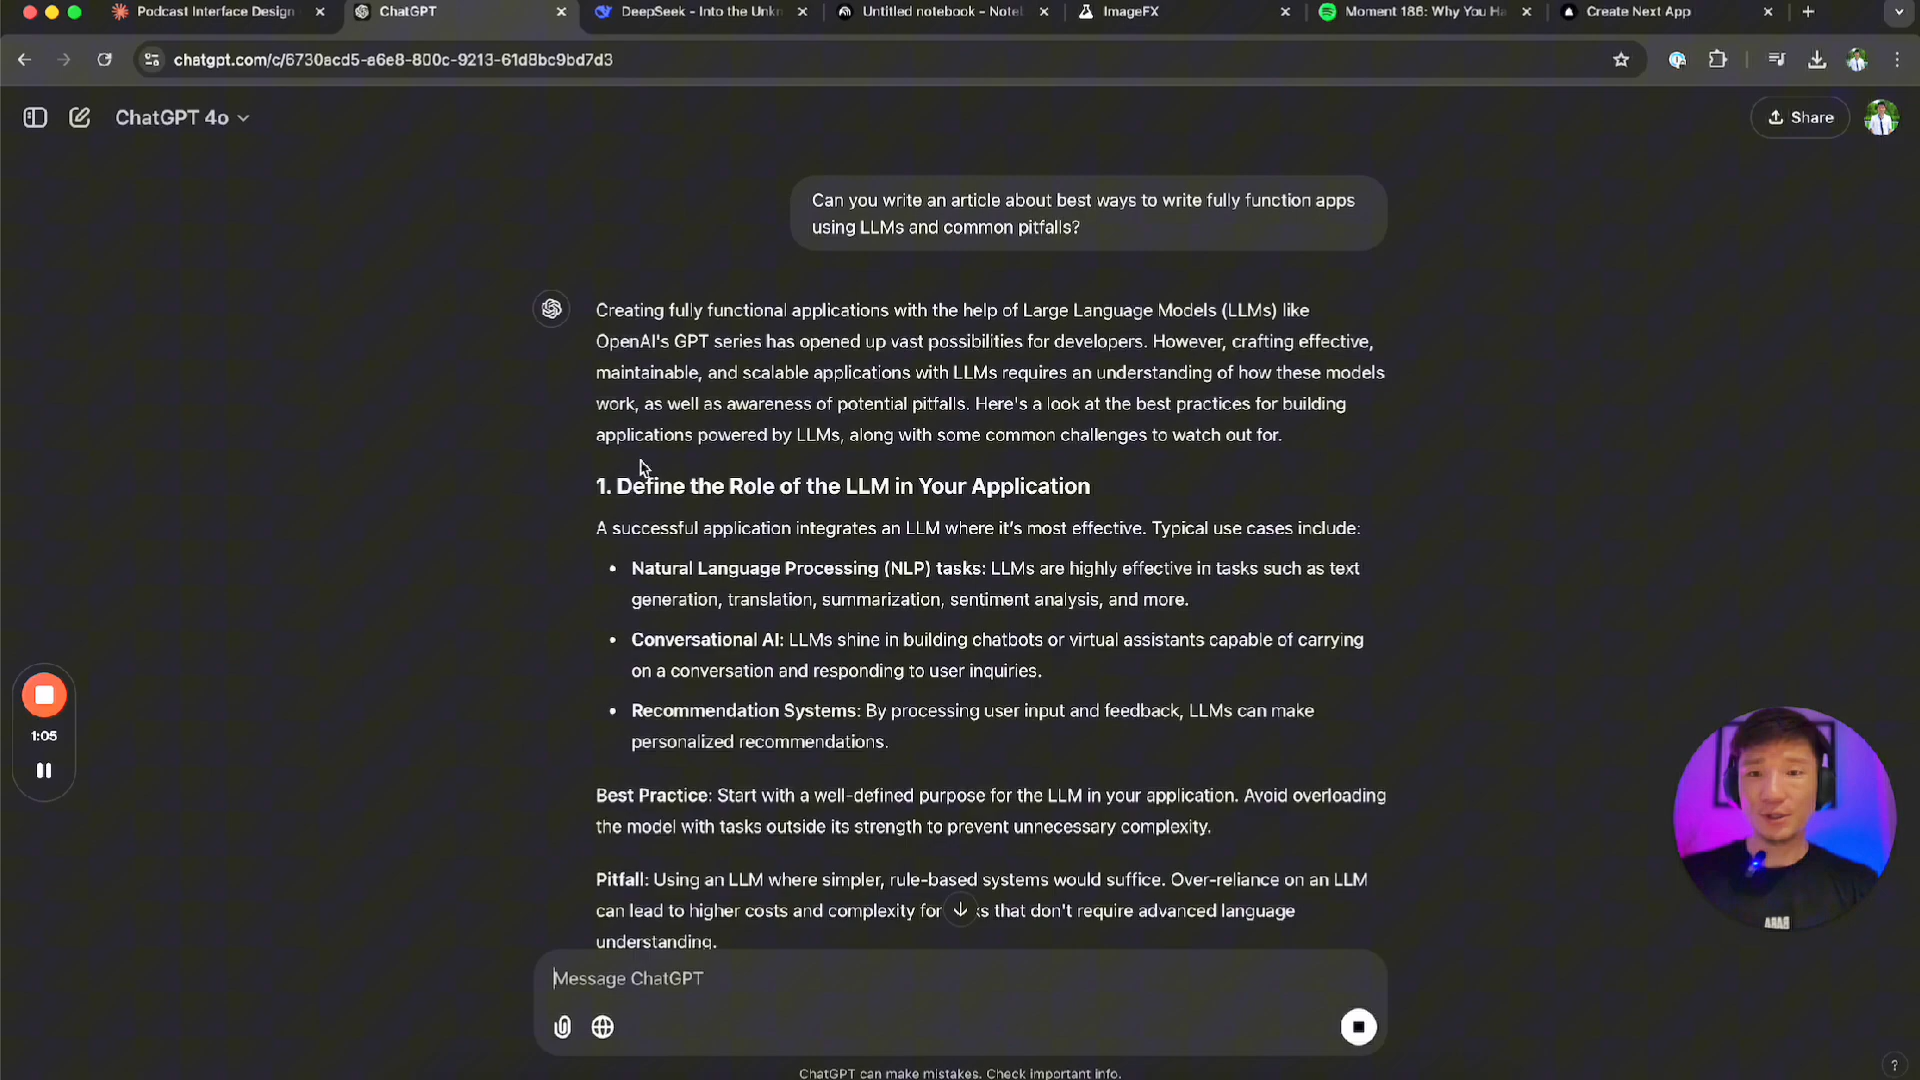 Podcast Interface Design
ChatGPT
DeepSeek - Into the Unkn
Untitled notebook - Note
ImageFX
Moment 186: Why You Ha
Create Next App
chatgpt.com/c/6730acd5-a6e8-800c-9213-61d8bc9bd7d3
ChatGPT 4o
Share
Can you write an article about best ways to write fully function apps
using LLMs and common pitfalls?
Creating fully functional applications with the help of Large Language Models (LLMs) like
OpenAI's GPT series has opened up vast possibilities for developers. However, crafting effective,
maintainable, and scalable applications with LLMs requires an understanding of how these models
work, as well as awareness of potential pitfalls. Here's a look at the best practices for building
applications powered by LLMs, along with some common challenges to watch out for.
1. Define the Role of the LLM in Your Application
A successful application integrates an LLM where it's most effective. Typical use cases include:
• Natural Language Processing (NLP) tasks: LLMs are highly effective in tasks such as text
generation, translation, summarization, sentiment analysis, and more.
• Conversational AI: LLMs shine in building chatbots or virtual assistants capable of carrying
on a conversation and responding to user inquiries.
• Recommendation Systems: By processing user input and feedback, LLMs can make
personalized recommendations.
1:05
Best Practice: Start with a well-defined purpose for the LLM in your application. Avoid overloading
the model with tasks outside its strength to prevent unnecessary complexity.
Pitfall: Using an LLM where simpler, rule-based systems would suffice. Over-reliance on an LLM
can lead to higher costs and complexity for ks that don't require advanced language
understanding.
Message ChatGPT
ChatGPT can make mistakes. Check important info.
?